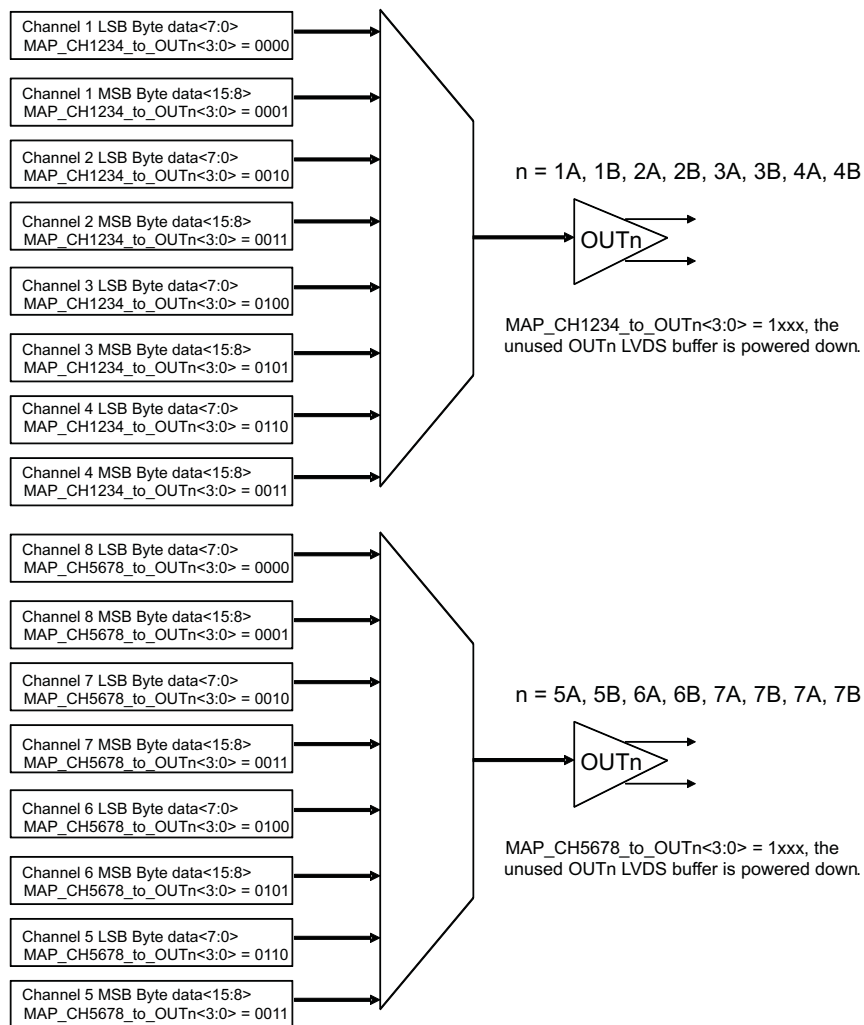 Channel 1 LSB Byte data<7:0>
MAP_CH1234_to_OUTn<3:0> = 0000
Channel 1 MSB Byte data<15:8>
MAP_CH1234_to_OUTn<3:0> = 0001
Channel 2 LSB Byte data<7:0>
MAP_CH1234_to_OUTn<3:0> = 0010
Channel 2 MSB Byte data<15:8>
MAP_CH1234_to_OUTn<3:0> = 0011
Channel 3 LSB Byte data<7:0>
MAP_CH1234_to_OUTn<3:0> = 0100
Channel 3 MSB Byte data<15:8>
MAP_CH1234_to_OUTn<3:0> = 0101
Channel 4 LSB Byte data<7:0>
MAP_CH1234_to_OUTn<3:0> = 0110
Channel 4 MSB Byte data<15:8>
MAP_CH1234_to_OUTn<3:0> = 0011
n = 1A, 1B, 2A, 2B, 3A, 3B, 4A, 4B
OUTn
MAP_CH1234_to_OUTn<3:0> = 1xxx, the
unused OUTn LVDS buffer is powered down.
Channel 8 LSB Byte data<7:0>
MAP_CH5678_to_OUTn<3:0> = 0000
Channel 8 MSB Byte data<15:8>
MAP_CH5678_to_OUTn<3:0> = 0001
Channel 7 LSB Byte data<7:0>
MAP_CH5678_to_OUTn<3:0> = 0010
Channel 7 MSB Byte data<15:8>
MAP_CH5678_to_OUTn<3:0> = 0011
Channel 6 LSB Byte data<7:0>
MAP_CH5678_to_OUTn<3:0> = 0100
Channel 6 MSB Byte data<15:8>
MAP_CH5678_to_OUTn<3:0> = 0101
Channel 5 LSB Byte data<7:0>
MAP_CH5678_to_OUTn<3:0> = 0110
Channel 5 MSB Byte data<15:8>
MAP_CH5678_to_OUTn<3:0> = 0011
n = 5A, 5B, 6A, 6B, 7A, 7B, 7A, 7B
OUTn
MAP_CH5678_to_OUTn<3:0> = 1xxx, the
unused OUTn LVDS buffer is powered down.